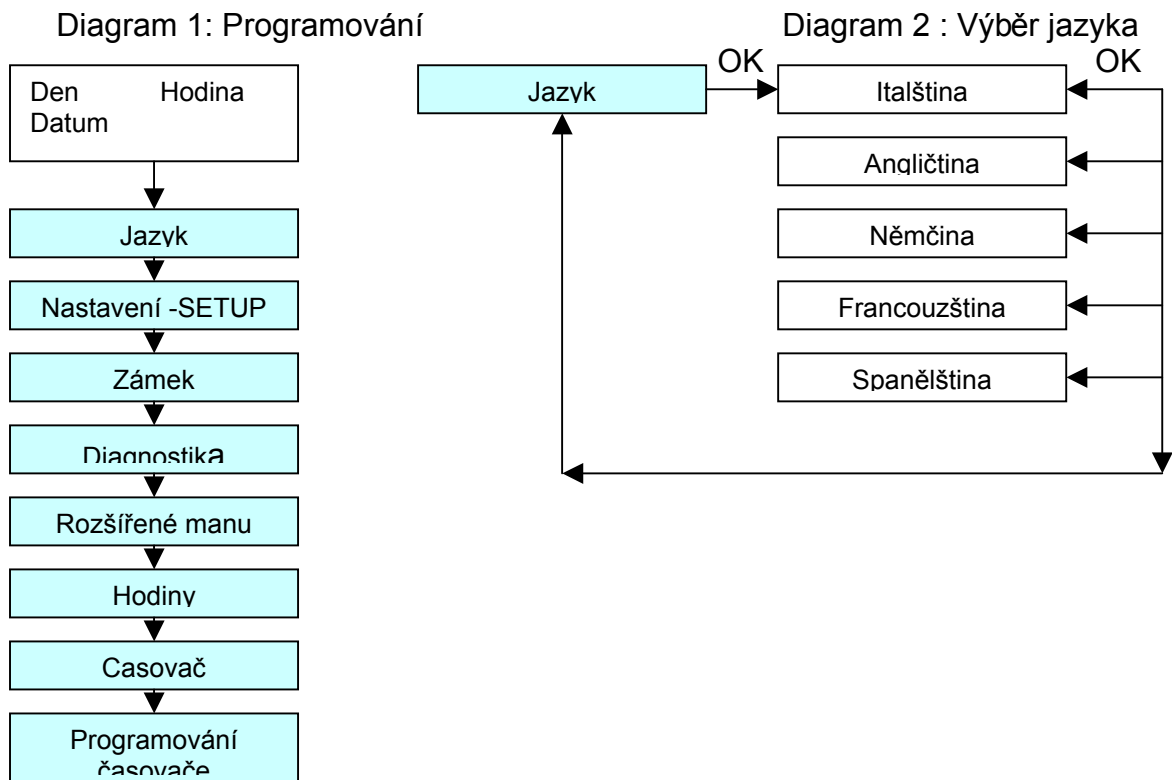 Diagram 1: Programování
Den Hodina
Datum
Jazyk
Nastavení -SETUP
Zámek
Diagnostika
Rozšířené manu
Hodiny
Casovač
Programování
časovače
Diagram 2 : Výběr jazyka
Jazyk
OK
OK
Italština
Angličtina
Němčina
Francouzština
Spanělština